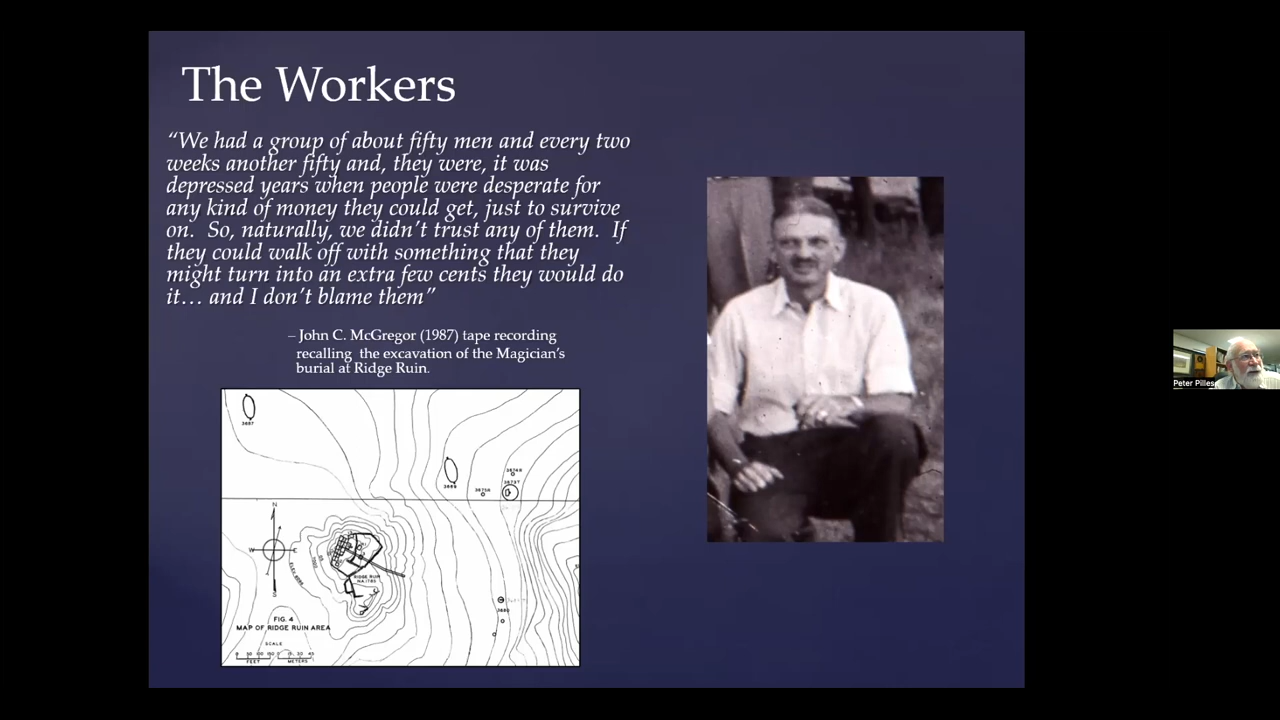 The Workers
“We had a group of about fifty men and every two
weeks another fifty and, they were, it was
depressed years when people were desperate for
any kind of money they could get, just to survive
on.  So, naturally, we didn’t trust any of them.  If
they could walk off with something that they
might turn into an extra few cents they would do
it… and I don’t blame them”
– John C. McGregor (1987) tape recording
recalling  the excavation of the Magician’s
burial at Ridge Ruin.
3687
3669
N
W
E
S
RIDGE RUIN
FIG. 4
MAP OF RIDGE RUIN AREA
SCALE
FEET
METERS
Peter Pilles